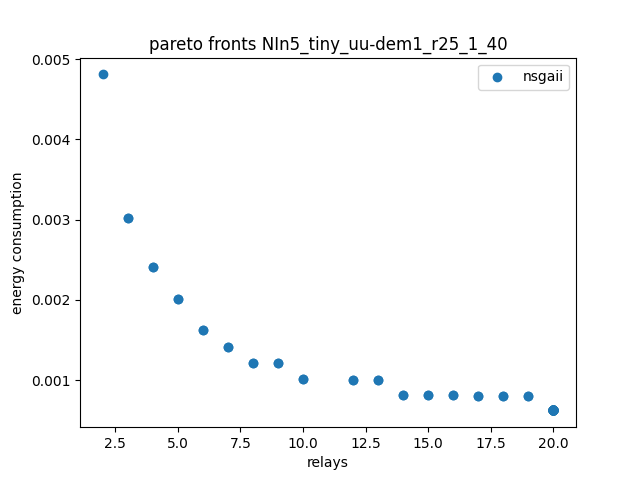 pareto fronts NIn5_tiny_uu-dem1_r25_1_40
nsgaii
0.005
0.004
0.003
0.002
0.001
energy consumption
2.5 5.0 7.5 10.0 12.5 15.0 17.5 20.0
relays